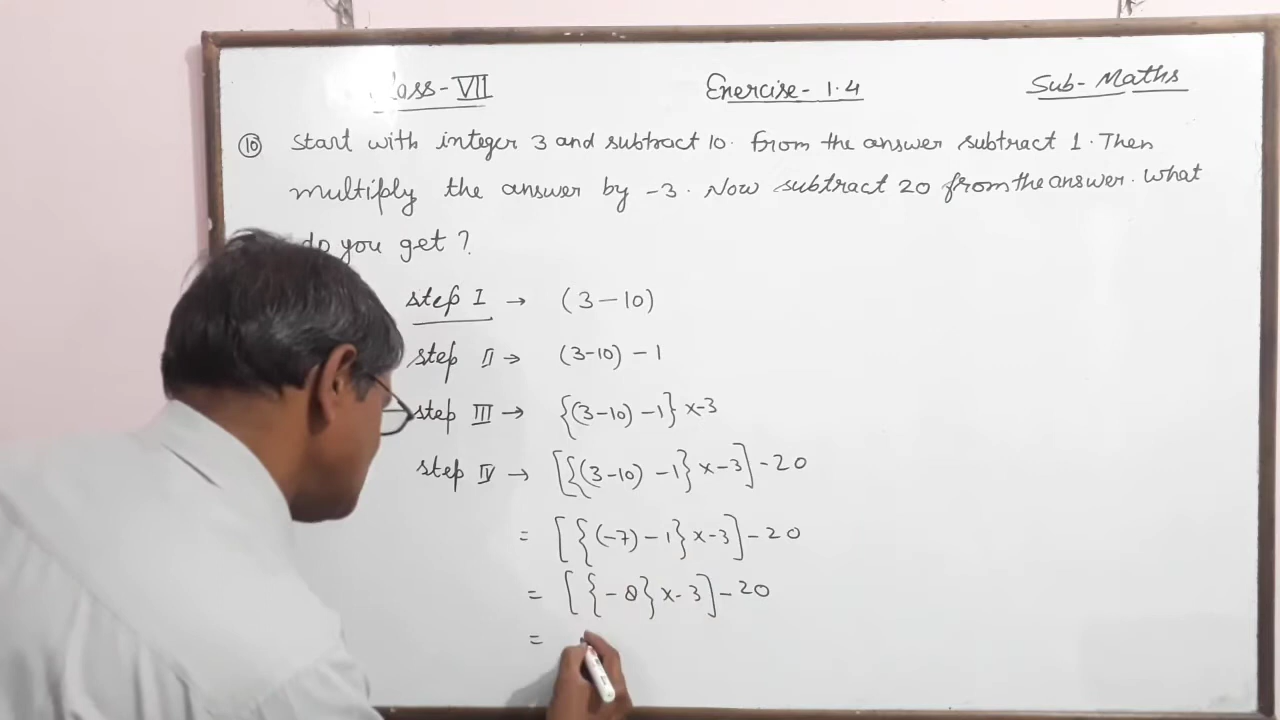 lass - VII Exercise - 1.4 Sub - Maths
⑩ Start with integer 3 and subtract 10. From the answer subtract 1. Then
multiply the answer by -3. Now subtract 20 from the answer. What
do you get?
step I → (3-10)
step II → (3-10) - 1
step III → {(3-10) - 1} x-3
step IV → [{(3-10) - 1} x-3] - 20
= [{(-7) - 1} x-3] - 20
= [{-8} x-3] - 20
=